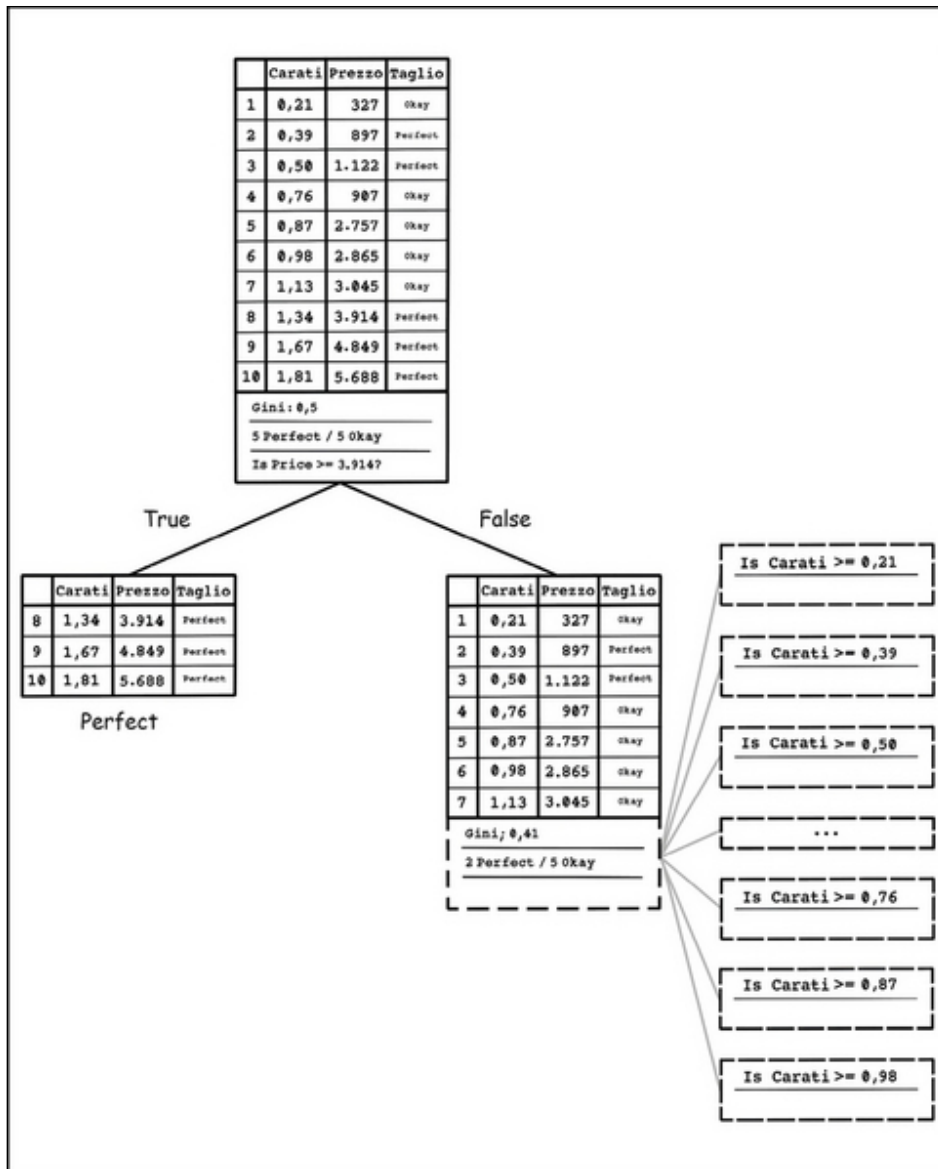 Carati Prezzo Taglio
1 0,21 327 Okay
2 0,39 897 Perfect
3 0,50 1.122 Perfect
4 0,76 907 Okay
5 0,87 2.757 Okay
6 0,98 2.865 Okay
7 1,13 3.045 Okay
8 1,34 3.914 Perfect
9 1,67 4.849 Perfect
10 1,81 5.688 Perfect
Gini: 0,5
5 Perfect / 5 Okay
Is Price >= 3.914?
True
False
Carati Prezzo Taglio
8 1,34 3.914 Perfect
9 1,67 4.849 Perfect
10 1,81 5.688 Perfect
Perfect
Carati Prezzo Taglio
1 0,21 327 Okay
2 0,39 897 Perfect
3 0,50 1.122 Perfect
4 0,76 907 Okay
5 0,87 2.757 Okay
6 0,98 2.865 Okay
7 1,13 3.045 Okay
Gini; 0,41
2 Perfect / 5 Okay
Is Carati >= 0,21
Is Carati >= 0,39
Is Carati >= 0,50
...
Is Carati >= 0,76
Is Carati >= 0,87
Is Carati >= 0,98